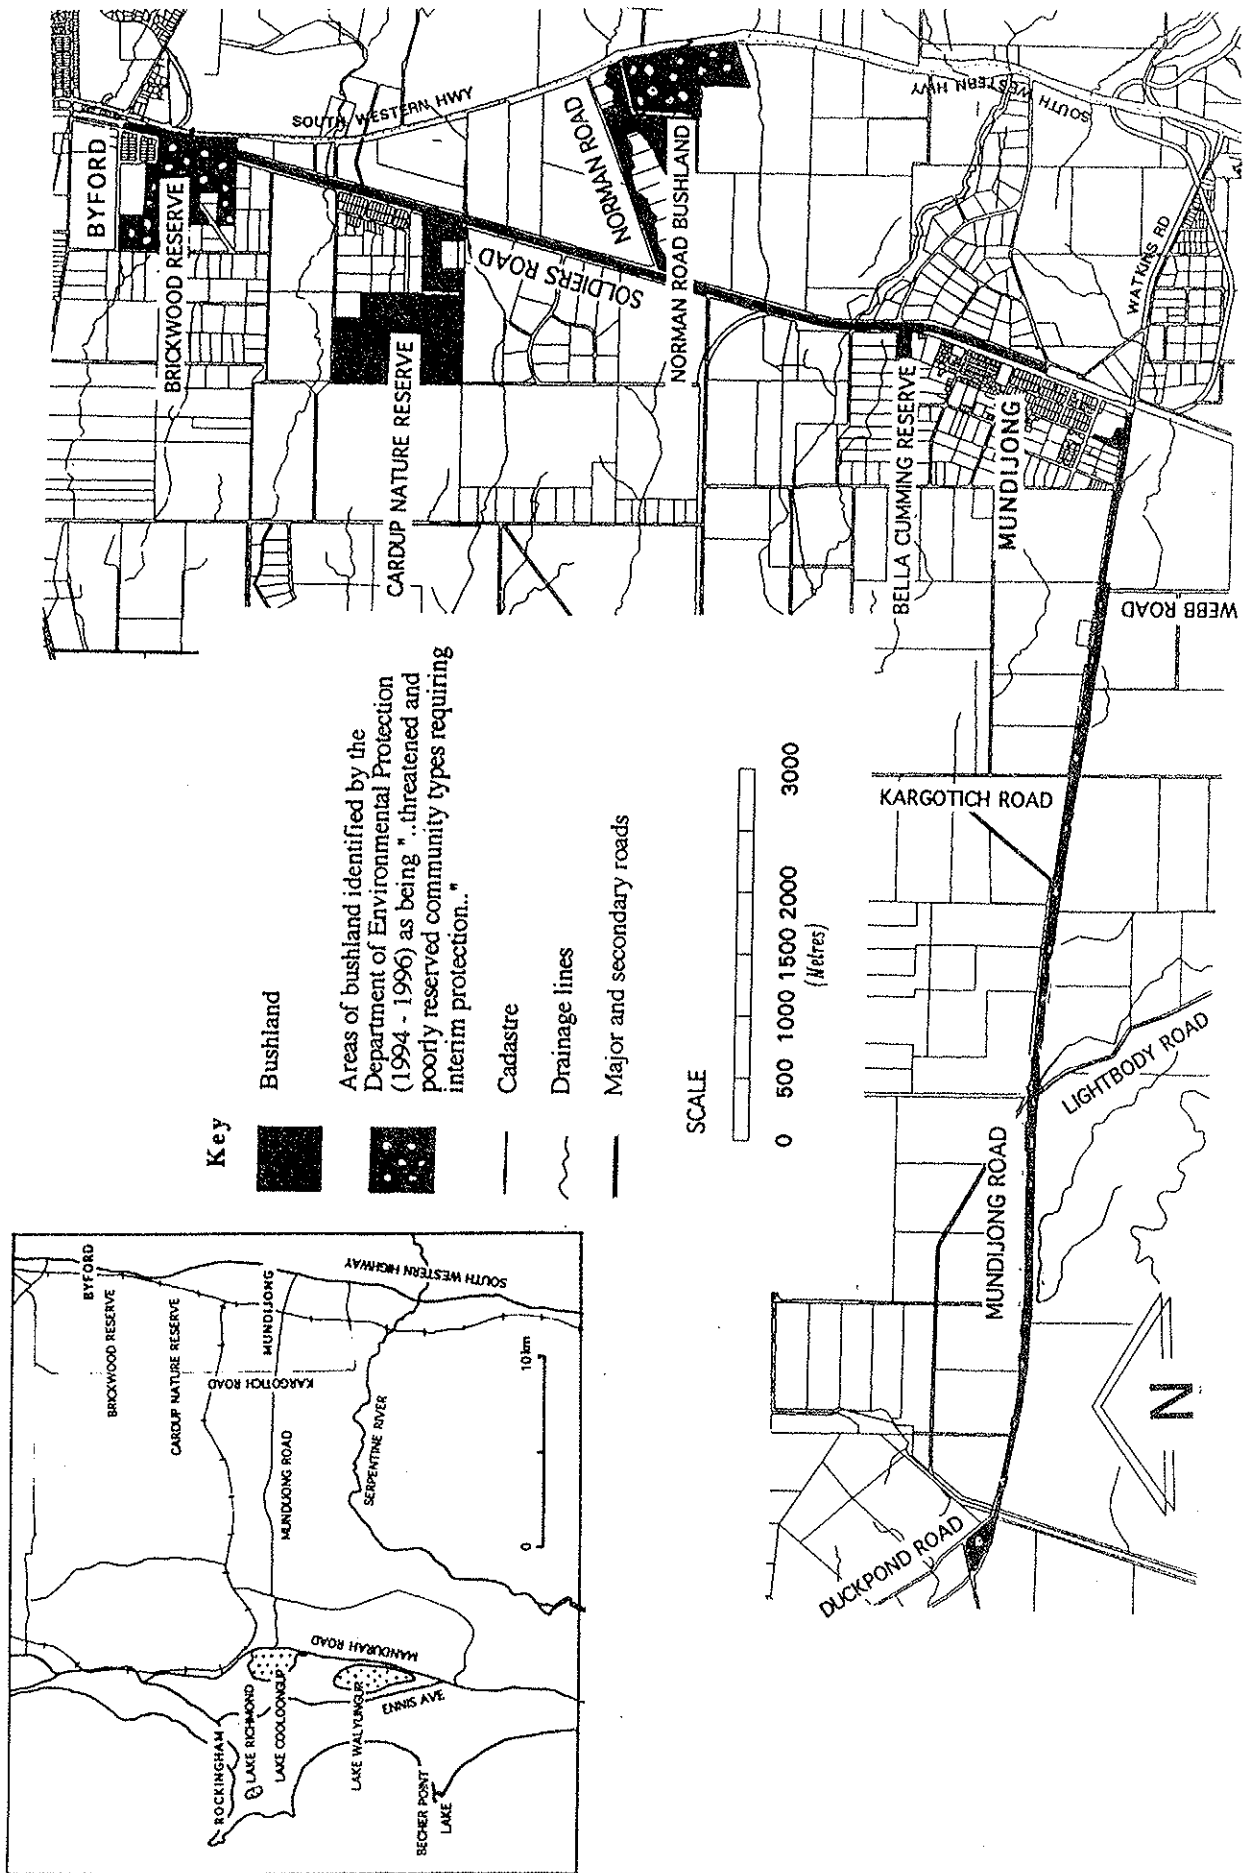 BYFORD
BRICKWOOD RESERVE
SOUTH WESTERN HWY
CARDUP NATURE RESERVE
SOLDIERS ROAD
NORMAN ROAD
NORMAN ROAD BUSHLAND
SOUTH WESTERN HWY
BELLA CUMMING RESERVE
MUNDIJONG
WATKINS RD
WEBB ROAD
KARGOTICH ROAD
LIGHTBODY ROAD
MUNDIJONG ROAD
DUCKPOND ROAD
N
Key
Bushland
Areas of bushland identified by the
Department of Environmental Protection
(1994 - 1996) as being "..threatened and
poorly reserved community types requiring
interim protection.."
Cadastre
Drainage lines
Major and secondary roads
SCALE
0 500 1000 1500 2000 3000
(Metres)
BYFORD
BRICKWOOD RESERVE
CARDUP NATURE RESERVE
MUNDIJONG
SOUTH WESTERN HIGHWAY
KARGOTICH ROAD
MUNDIJONG ROAD
SERPENTINE RIVER
0 10 km
MANDURAH ROAD
ENNIS AVE
ROCKINGHAM
LAKE RICHMOND
LAKE COOLOONGUP
LAKE WALYUNGUP
BECHER POINT
LAKE